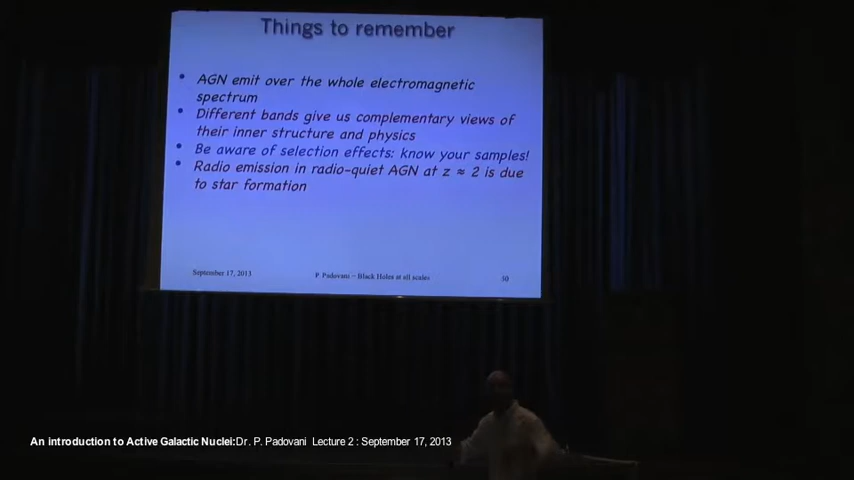 Things to remember
• AGN emit over the whole electromagnetic
spectrum
• Different bands give us complementary views of
their inner structure and physics
• Be aware of selection effects: know your samples!
• Radio emission in radio-quiet AGN at z ≈ 2 is due
to star formation
September 17, 2013 P. Padovani − Black Holes at all scales 30
An introduction to Active Galactic Nuclei:Dr. P. Padovani Lecture 2 : September 17, 2013